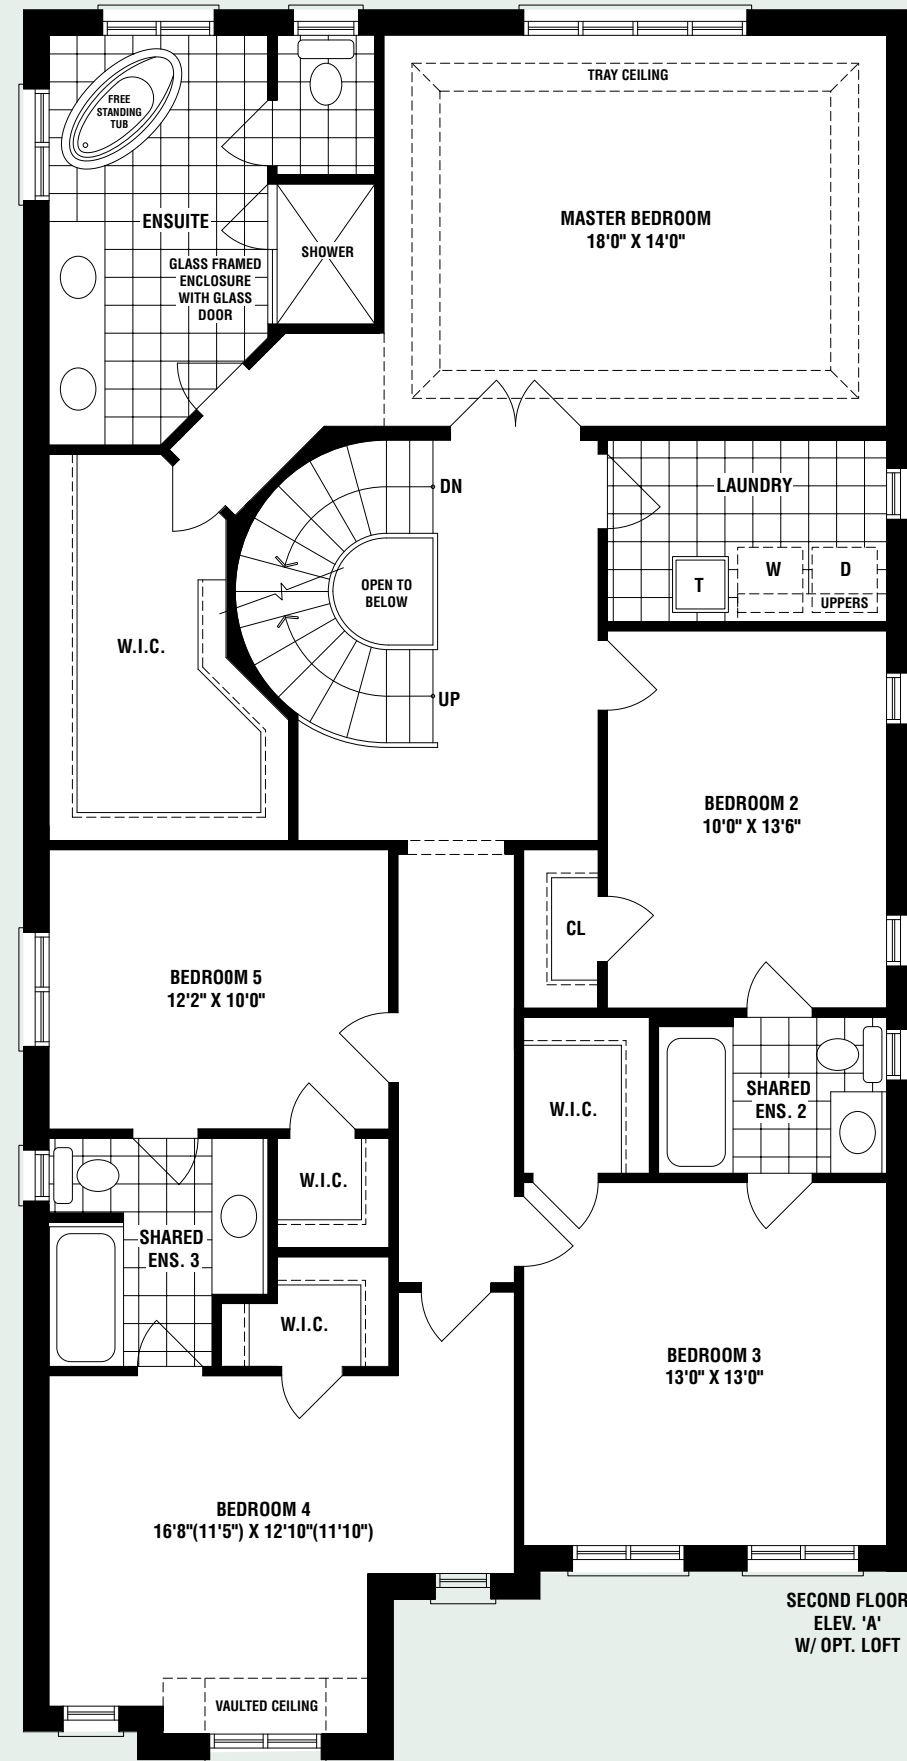 TRAY CEILING
FREE
STANDING
TUB
ENSUITE
GLASS FRAMED
ENCLOSURE
WITH GLASS
DOOR
SHOWER
MASTER BEDROOM
18'0" X 14'0"
DN
LAUNDRY
T
W
D
UPPERS
OPEN TO
BELOW
W.I.C.
UP
BEDROOM 2
10'0" X 13'6"
CL
BEDROOM 5
12'2" X 10'0"
W.I.C.
SHARED
ENS. 2
W.I.C.
SHARED
ENS. 3
W.I.C.
BEDROOM 3
13'0" X 13'0"
BEDROOM 4
16'8"(11'5") X 12'10"(11'10")
SECOND FLOOR
ELEV. 'A'
W/ OPT. LOFT
VAULTED CEILING